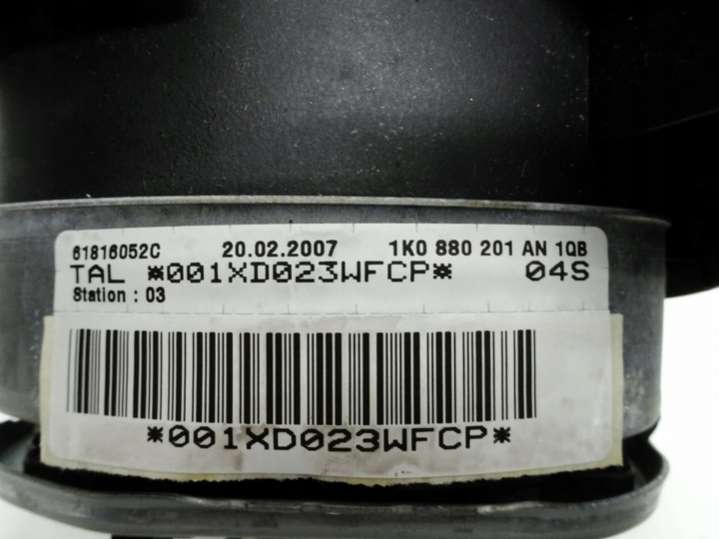 61816052C 20.02.2007 1K0 880 201 AN 1QB
TAL *001XD023WFCP* 04S
Station : 03
*001XD023WFCP*